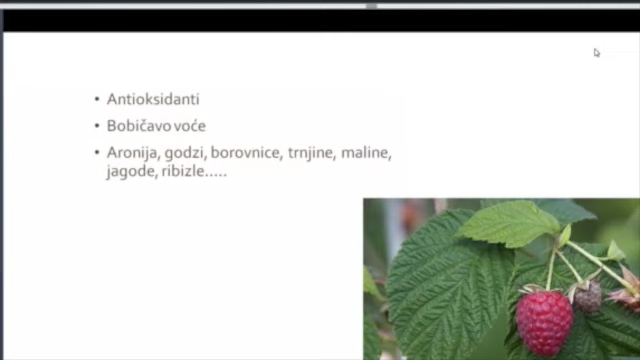 • Antioksidanti
• Bobičavo voće
• Aronija, godzi, borovnice, trnjine, maline,
jagode, ribizle.....